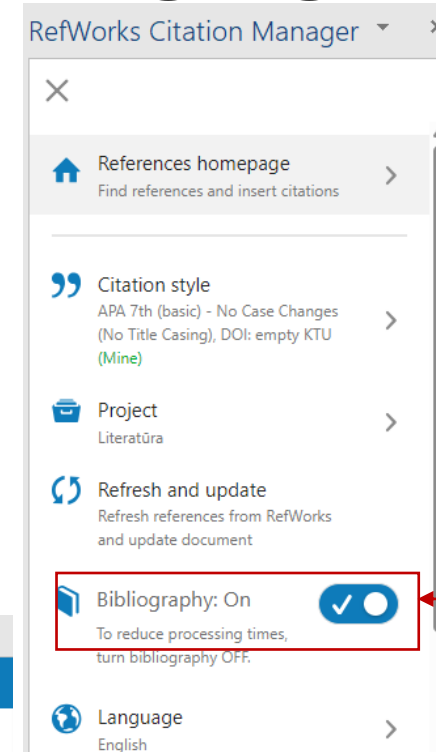 RefWorks Citation Manager
References homepage
Find references and insert citations
Citation style
APA 7th (basic) - No Case Changes
(No Title Casing), DOI: empty KTU
(Mine)
Project
Literatūra
Refresh and update
Refresh references from RefWorks
and update document
Bibliography: On
To reduce processing times,
turn bibliography OFF.
Language
English